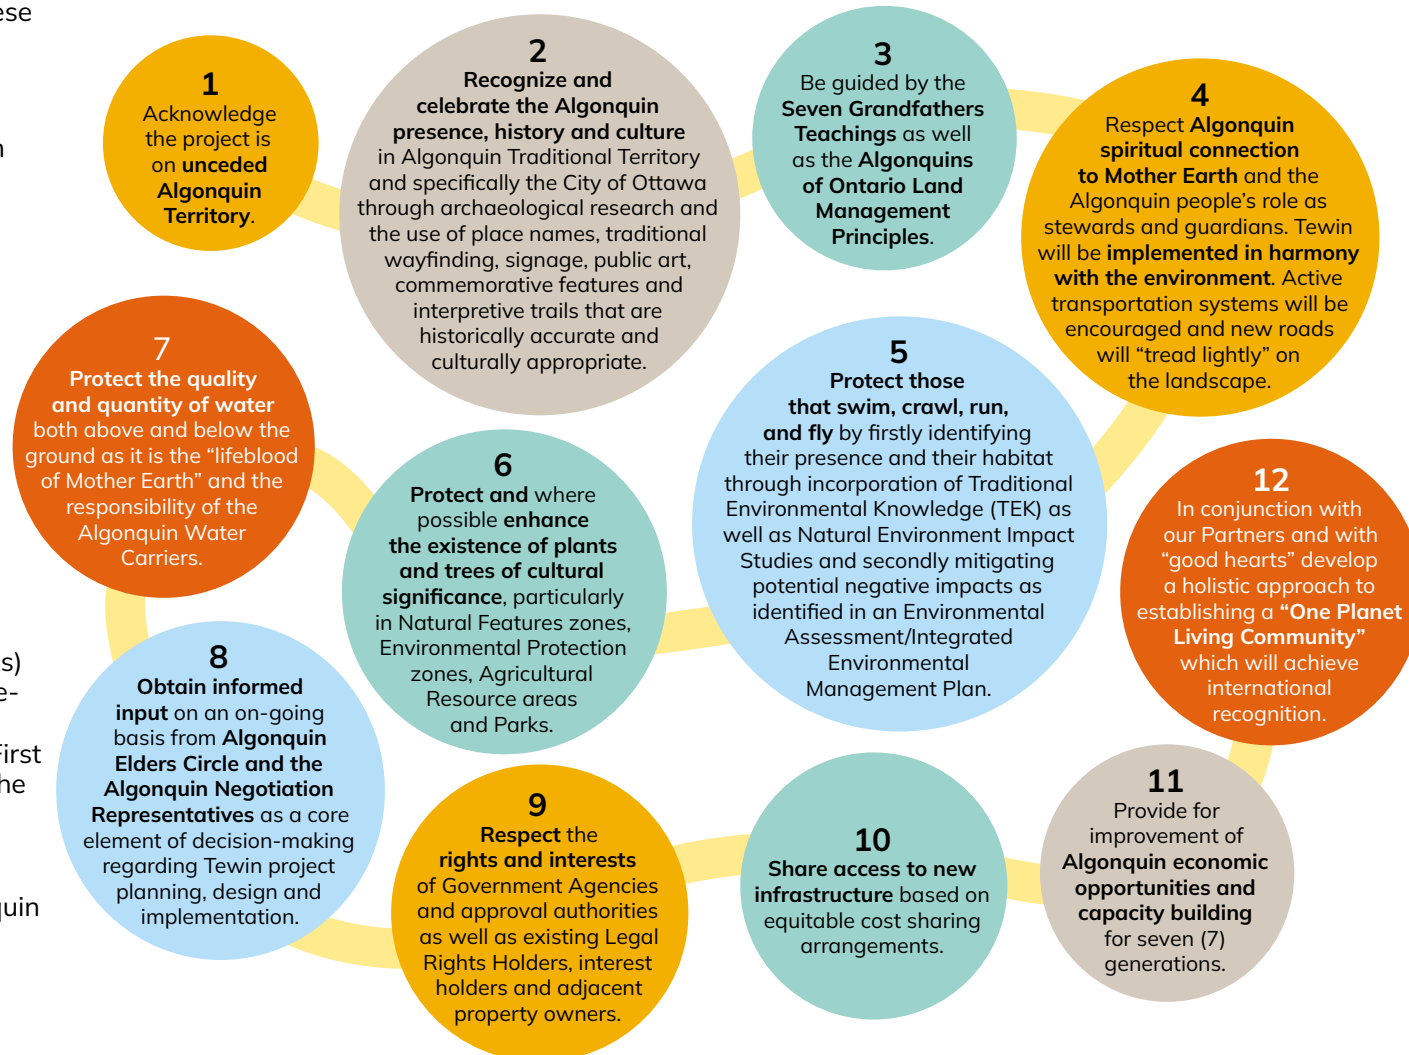 1
Acknowledge
the project is
on unceded
Algonquin
Territory.
2
Recognize and
celebrate the Algonquin
presence, history and culture
in Algonquin Traditional Territory
and specifically the City of Ottawa
through archaeological research and
the use of place names, traditional
wayfinding, signage, public art,
commemorative features and
interpretive trails that are
historically accurate and
culturally appropriate.
3
Be guided by the
Seven Grandfathers
Teachings as well
as the Algonquins
of Ontario Land
Management
Principles.
4
Respect Algonquin
spiritual connection
to Mother Earth and the
Algonquin people’s role as
stewards and guardians. Tewin
will be implemented in harmony
with the environment. Active
transportation systems will be
encouraged and new roads
will “tread lightly” on
the landscape.
5
Protect those
that swim, crawl, run,
and fly by firstly identifying
their presence and their habitat
through incorporation of Traditional
Environmental Knowledge (TEK) as
well as Natural Environment Impact
Studies and secondly mitigating
potential negative impacts as
identified in an Environmental
Assessment/Integrated
Environmental
Management Plan.
6
Protect and where
possible enhance
the existence of plants
and trees of cultural
significance, particularly
in Natural Features zones,
Environmental Protection
zones, Agricultural
Resource areas
and Parks.
7
Protect the quality
and quantity of water
both above and below the
ground as it is the “lifeblood
of Mother Earth” and the
responsibility of the
Algonquin Water
Carriers.
8
Obtain informed
input on an on-going
basis from Algonquin
Elders Circle and the
Algonquin Negotiation
Representatives as a core
element of decision-making
regarding Tewin project
planning, design and
implementation.
9
Respect the
rights and interests
of Government Agencies
and approval authorities
as well as existing Legal
Rights Holders, interest
holders and adjacent
property owners.
10
Share access to new
infrastructure based on
equitable cost sharing
arrangements.
11
Provide for
improvement of
Algonquin economic
opportunities and
capacity building
for seven (7)
generations.
12
In conjunction with
our Partners and with
“good hearts” develop
a holistic approach to
establishing a “One Planet
Living Community”
which will achieve
international
recognition.